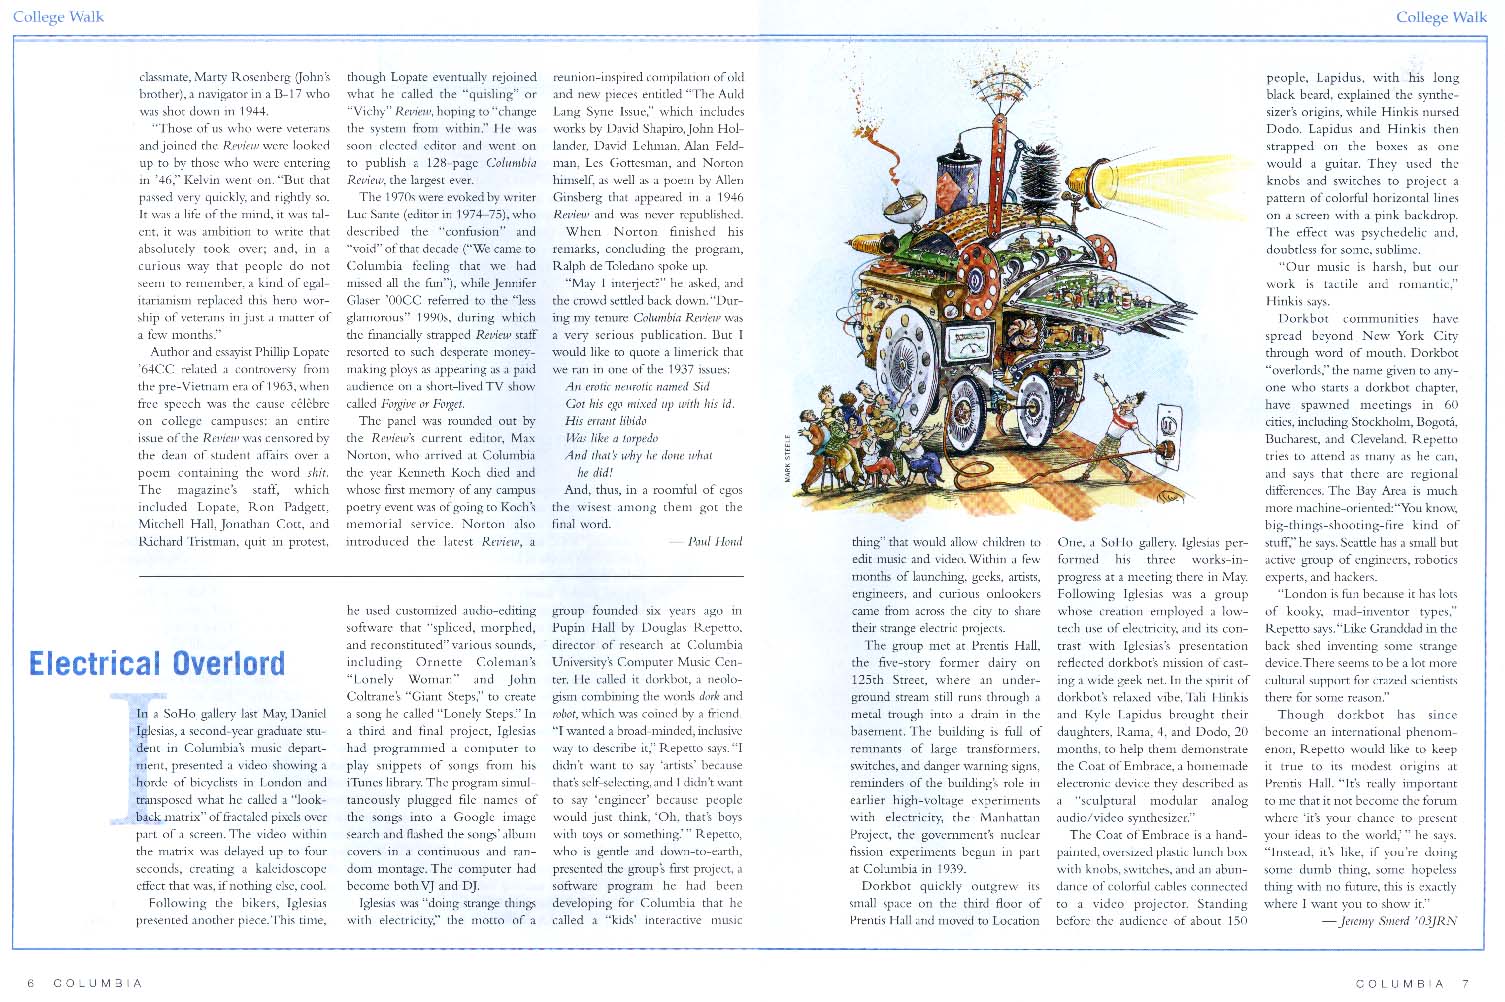 College Walk
College Walk
classmate, Marty Rosenberg (John's
brother), a navigator in a B-17 who
was shot down in 1944.
"Those of us who were veterans
and joined the Review were looked
up to by those who were entering
in '46," Kelvin went on. "But that
passed very quickly, and rightly so.
It was a life of the mind, it was tal-
ent, it was ambition to write that
absolutely took over; and, in a
curious way that people do not
seem to remember, a kind of egal-
itarianism replaced this hero wor-
ship of veterans in just a matter of
a few months."
Author and essayist Phillip Lopate
'64CC related a controversy from
the pre-Vietnam era of 1963, when
free speech was the cause célèbre
on college campuses: an entire
issue of the Review was censored by
the dean of student affairs over a
poem containing the word shit.
The magazine's staff, which
included Lopate, Ron Padgett,
Mitchell Hall, Jonathan Cott, and
Richard Tristman, quit in protest,
though Lopate eventually rejoined
what he called the "quisling" or
"Vichy" Review, hoping to "change
the system from within." He was
soon elected editor and went on
to publish a 128-page Columbia
Review, the largest ever.
The 1970s were evoked by writer
Luc Sante (editor in 1974–75), who
described the "confusion" and
"void" of that decade ("We came to
Columbia feeling that we had
missed all the fun"), while Jennifer
Glaser '00CC referred to the "less
glamorous" 1990s, during which
the financially strapped Review staff
resorted to such desperate money-
making ploys as appearing as a paid
audience on a short-lived TV show
called Forgive or Forget.
The panel was rounded out by
the Review's current editor, Max
Norton, who arrived at Columbia
the year Kenneth Koch died and
whose first memory of any campus
poetry event was of going to Koch's
memorial service. Norton also
introduced the latest Review, a
reunion-inspired compilation of old
and new pieces entitled "The Auld
Lang Syne Issue," which includes
works by David Shapiro, John Hol-
lander, David Lehman, Alan Feld-
man, Les Gottesman, and Norton
himself, as well as a poem by Allen
Ginsberg that appeared in a 1946
Review and was never republished.
When Norton finished his
remarks, concluding the program,
Ralph de Toledano spoke up.
"May I interject?" he asked, and
the crowd settled back down. "Dur-
ing my tenure Columbia Review was
a very serious publication. But I
would like to quote a limerick that
we ran in one of the 1937 issues:
An erotic neurotic named Sid
Got his ego mixed up with his id.
His errant libido
Was like a torpedo
And that's why he done what
he did!
And, thus, in a roomful of egos
the wisest among them got the
final word.
— Paul Hond
Electrical Overlord
In a SoHo gallery last May, Daniel
Iglesias, a second-year graduate stu-
dent in Columbia's music depart-
ment, presented a video showing a
horde of bicyclists in London and
transposed what he called a "look-
back matrix" of fractaled pixels over
part of a screen. The video within
the matrix was delayed up to four
seconds, creating a kaleidoscope
effect that was, if nothing else, cool.
Following the bikers, Iglesias
presented another piece. This time,
he used customized audio-editing
software that "spliced, morphed,
and reconstituted" various sounds,
including Ornette Coleman's
"Lonely Woman" and John
Coltrane's "Giant Steps," to create
a song he called "Lonely Steps." In
a third and final project, Iglesias
had programmed a computer to
play snippets of songs from his
iTunes library. The program simul-
taneously plugged file names of
the songs into a Google image
search and flashed the songs' album
covers in a continuous and ran-
dom montage. The computer had
become both VJ and DJ.
Iglesias was "doing strange things
with electricity," the motto of a
group founded six years ago in
Pupin Hall by Douglas Repetto,
director of research at Columbia
University's Computer Music Cen-
ter. He called it dorkbot, a neolo-
gism combining the words dork and
robot, which was coined by a friend.
"I wanted a broad-minded, inclusive
way to describe it," Repetto says. "I
didn't want to say 'artists' because
that's self-selecting, and I didn't want
to say 'engineer' because people
would just think, 'Oh, that's boys
with toys or something.'" Repetto,
who is gentle and down-to-earth,
presented the group's first project, a
software program he had been
developing for Columbia that he
called a "kids' interactive music
MARK STEELE
thing" that would allow children to
edit music and video. Within a few
months of launching, geeks, artists,
engineers, and curious onlookers
came from across the city to share
their strange electric projects.
The group met at Prentis Hall,
the five-story former dairy on
125th Street, where an under-
ground stream still runs through a
metal trough into a drain in the
basement. The building is full of
remnants of large transformers,
switches, and danger warning signs,
reminders of the building's role in
earlier high-voltage experiments
with electricity, the Manhattan
Project, the government's nuclear
fission experiments begun in part
at Columbia in 1939.
Dorkbot quickly outgrew its
small space on the third floor of
Prentis Hall and moved to Location
One, a SoHo gallery. Iglesias per-
formed his three works-in-
progress at a meeting there in May.
Following Iglesias was a group
whose creation employed a low-
tech use of electricity, and its con-
trast with Iglesias's presentation
reflected dorkbot's mission of cast-
ing a wide geek net. In the spirit of
dorkbot's relaxed vibe, Tali Hinkis
and Kyle Lapidus brought their
daughters, Rama, 4, and Dodo, 20
months, to help them demonstrate
the Coat of Embrace, a homemade
electronic device they described as
a "sculptural modular analog
audio/video synthesizer."
The Coat of Embrace is a hand-
painted, oversized plastic lunch box
with knobs, switches, and an abun-
dance of colorful cables connected
to a video projector. Standing
before the audience of about 150
people, Lapidus, with his long
black beard, explained the synthe-
sizer's origins, while Hinkis nursed
Dodo. Lapidus and Hinkis then
strapped on the boxes as one
would a guitar. They used the
knobs and switches to project a
pattern of colorful horizontal lines
on a screen with a pink backdrop.
The effect was psychedelic and,
doubtless for some, sublime.
"Our music is harsh, but our
work is tactile and romantic,"
Hinkis says.
Dorkbot communities have
spread beyond New York City
through word of mouth. Dorkbot
"overlords," the name given to any-
one who starts a dorkbot chapter,
have spawned meetings in 60
cities, including Stockholm, Bogotá,
Bucharest, and Cleveland. Repetto
tries to attend as many as he can,
and says that there are regional
differences. The Bay Area is much
more machine-oriented: "You know,
big-things-shooting-fire kind of
stuff," he says. Seattle has a small but
active group of engineers, robotics
experts, and hackers.
"London is fun because it has lots
of kooky, mad-inventor types,"
Repetto says. "Like Granddad in the
back shed inventing some strange
device. There seems to be a lot more
cultural support for crazed scientists
there for some reason."
Though dorkbot has since
become an international phenom-
enon, Repetto would like to keep
it true to its modest origins at
Prentis Hall. "It's really important
to me that it not become the forum
where 'it's your chance to present
your ideas to the world,'" he says.
"Instead, it's like, if you're doing
some dumb thing, some hopeless
thing with no future, this is exactly
where I want you to show it."
— Jeremy Smerd '03JRN
6 COLUMBIA
COLUMBIA 7